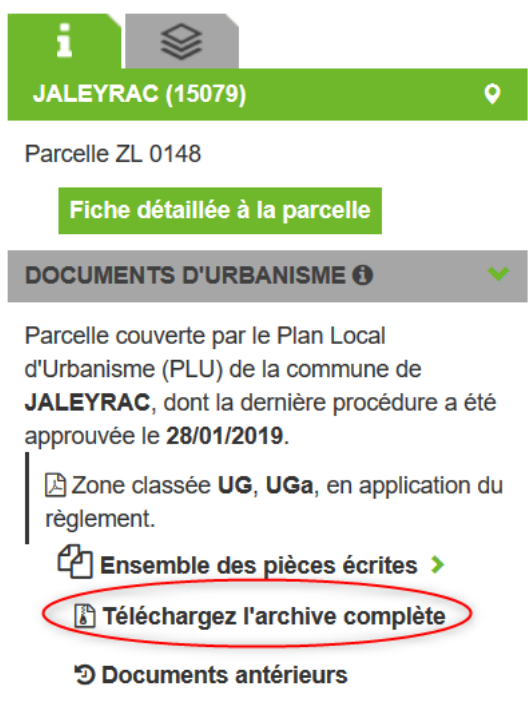 JALEYRAC (15079)
Parcelle ZL 0148
Fiche détaillée à la parcelle
DOCUMENTS D'URBANISME
Parcelle couverte par le Plan Local
d'Urbanisme (PLU) de la commune de
JALEYRAC, dont la dernière procédure a été
approuvée le 28/01/2019.
Zone classée UG, UGa, en application du
règlement.
Ensemble des pièces écrites
Téléchargez l'archive complète
Documents antérieurs